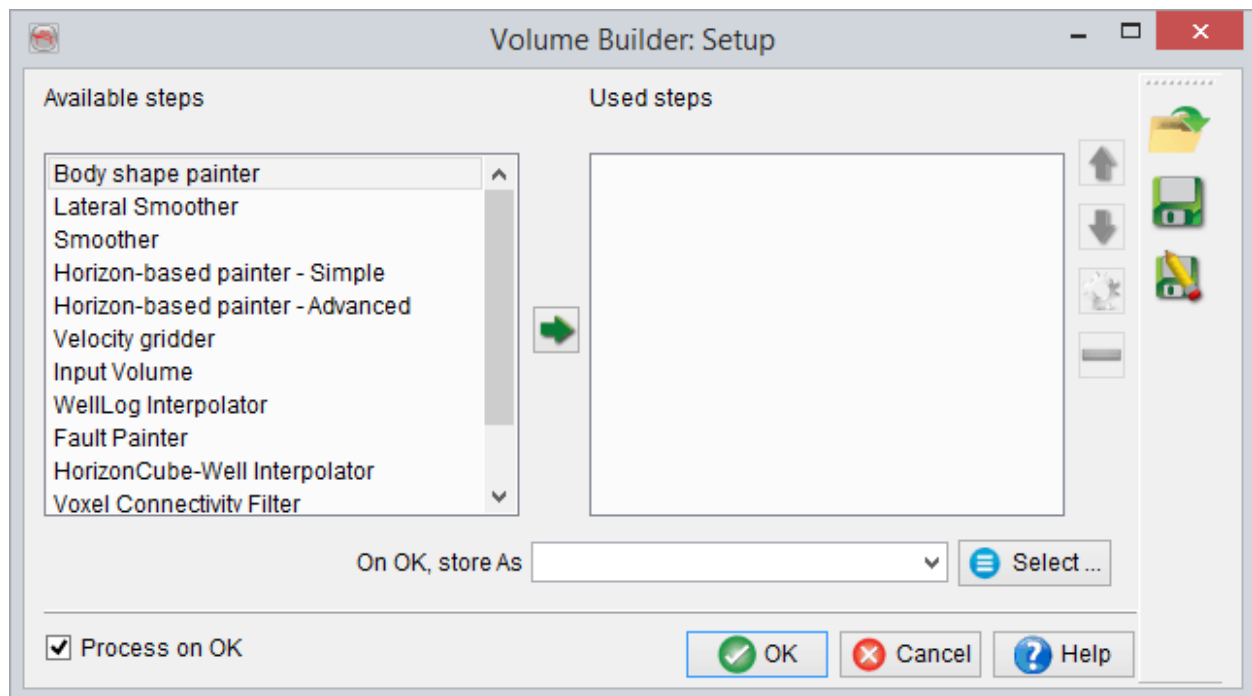 Volume Builder: Setup
Available steps
Used steps
Body shape painter
Lateral Smoother
Smoother
Horizon-based painter - Simple
Horizon-based painter - Advanced
Velocity gridder
Input Volume
WellLog Interpolator
Fault Painter
HorizonCube-Well Interpolator
Voxel Connectivity Filter
On OK, store As
Select ...
Process on OK
OK
Cancel
Help